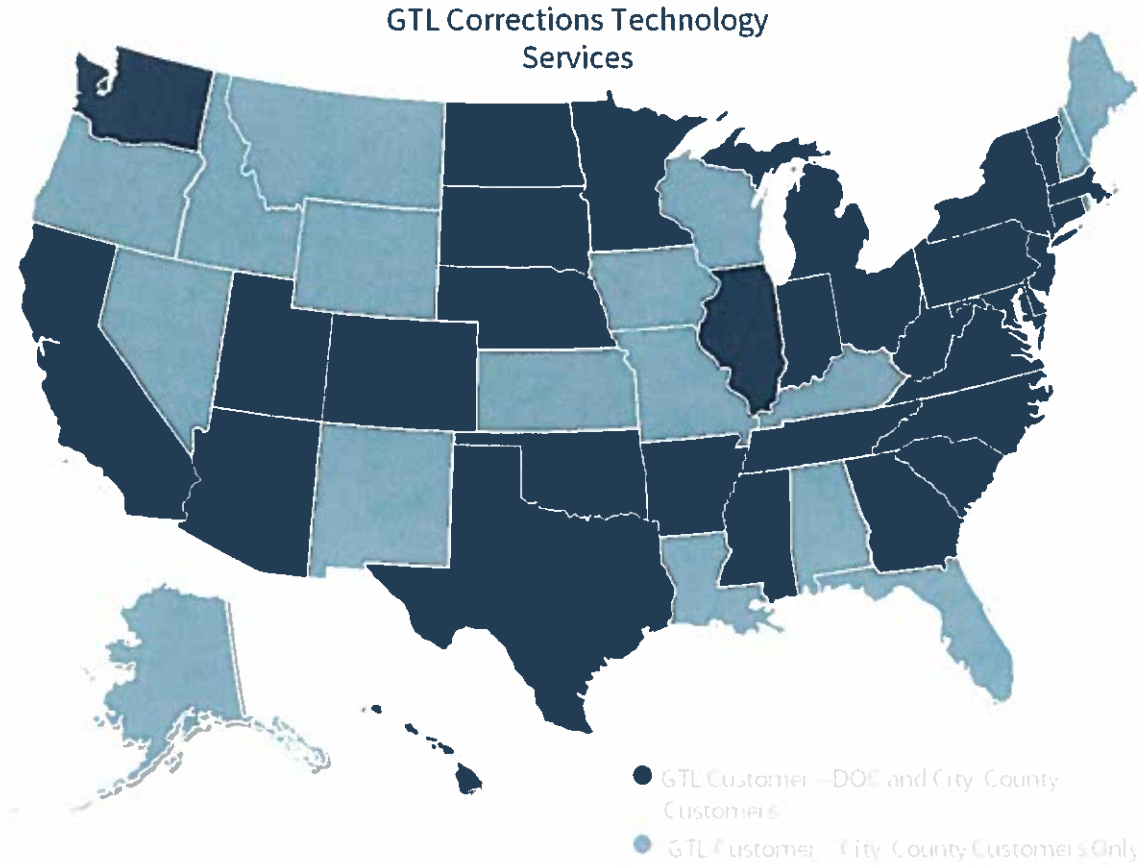 GTL Corrections Technology
Services
GTL Customer – DOC and City County
Customers
GTL Customer City County Customers Only